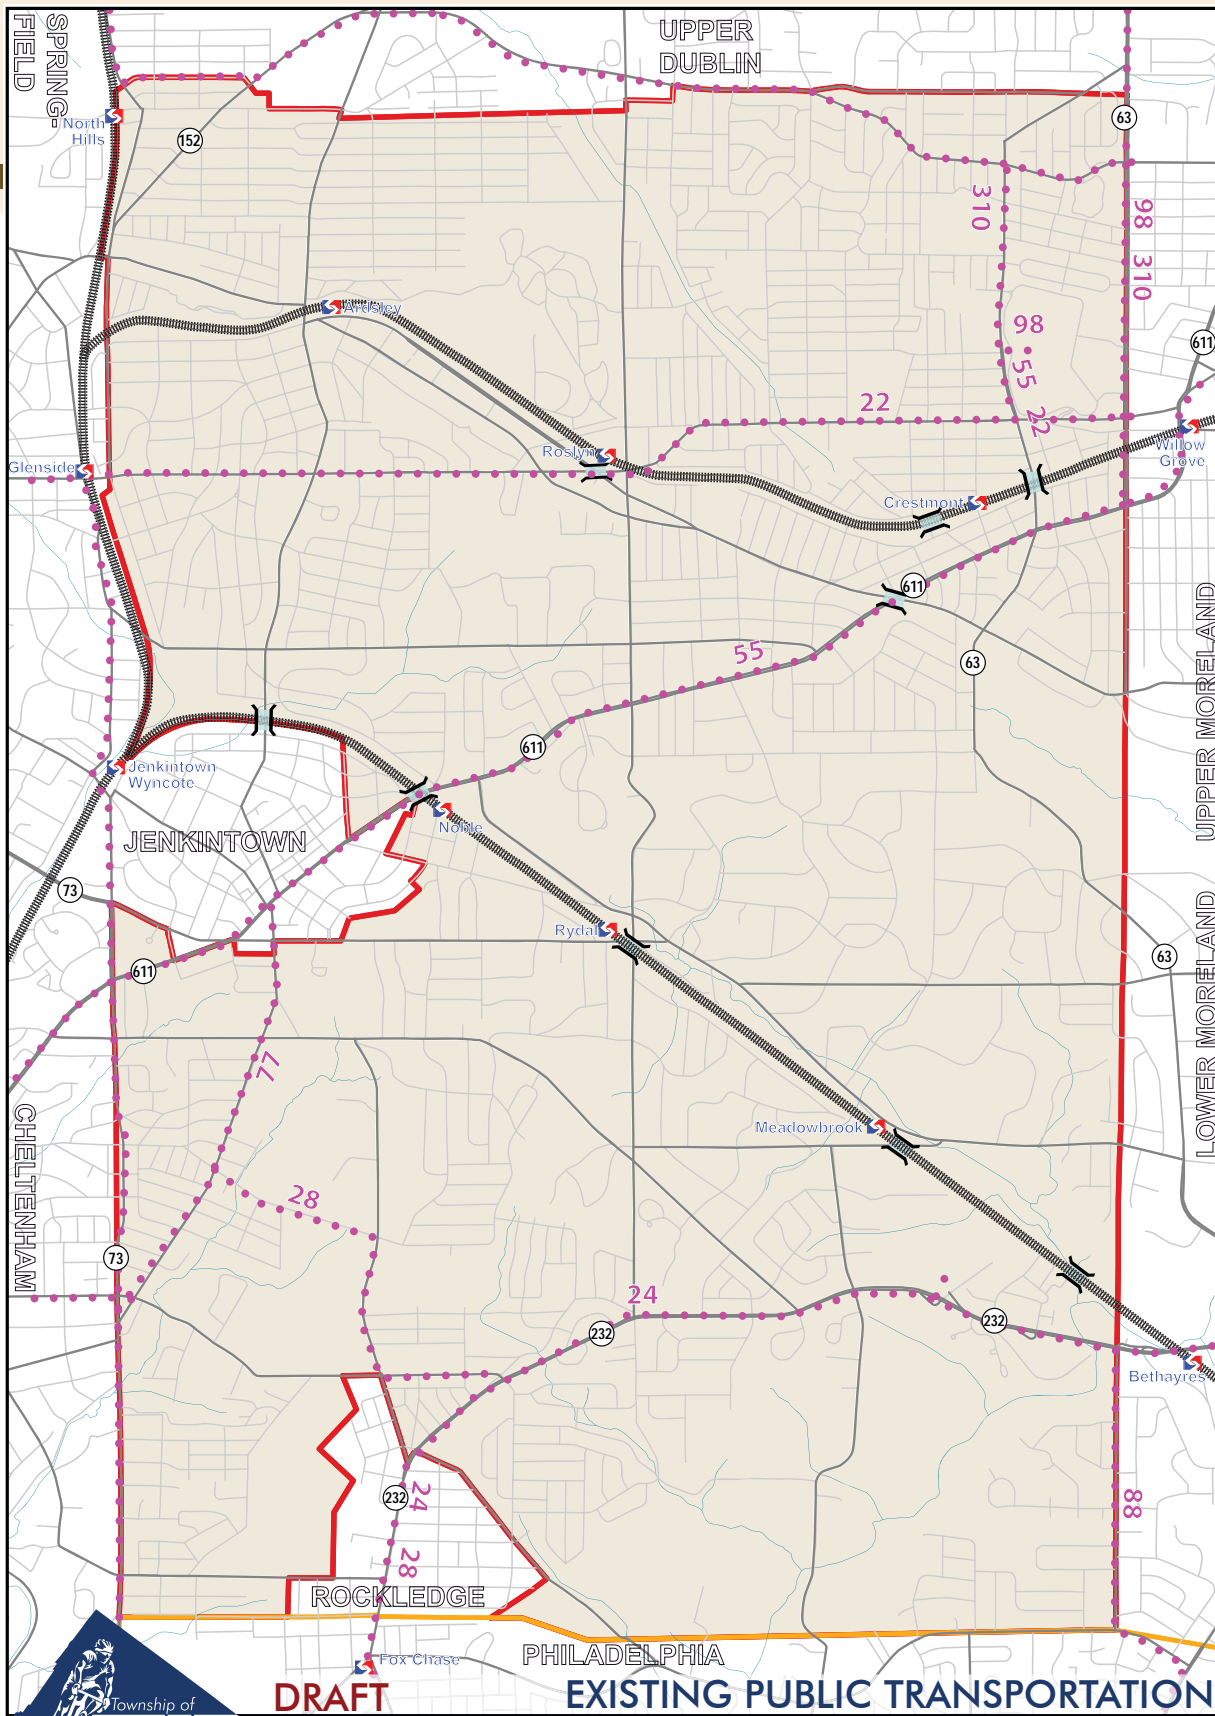 SPRING-
FIELD
UPPER
DUBLIN
North
Hills
152
63
310
98 310
98
55
22
611
22
Ardsley
Roslyn
Glenside
Willow
Grove
Crestmont
611
63
55
UPPER MORELAND
611
Jenkintown
Wyncote
JENKINTOWN
Noble
73
Rydal
63
611
LOWER MORELAND
77
CHELTENHAM
Meadowbrook
28
73
24
232
232
Bethayres
232
24
28
88
ROCKLEDGE
PHILADELPHIA
Fox Chase
Township of
DRAFT
EXISTING PUBLIC TRANSPORTATION